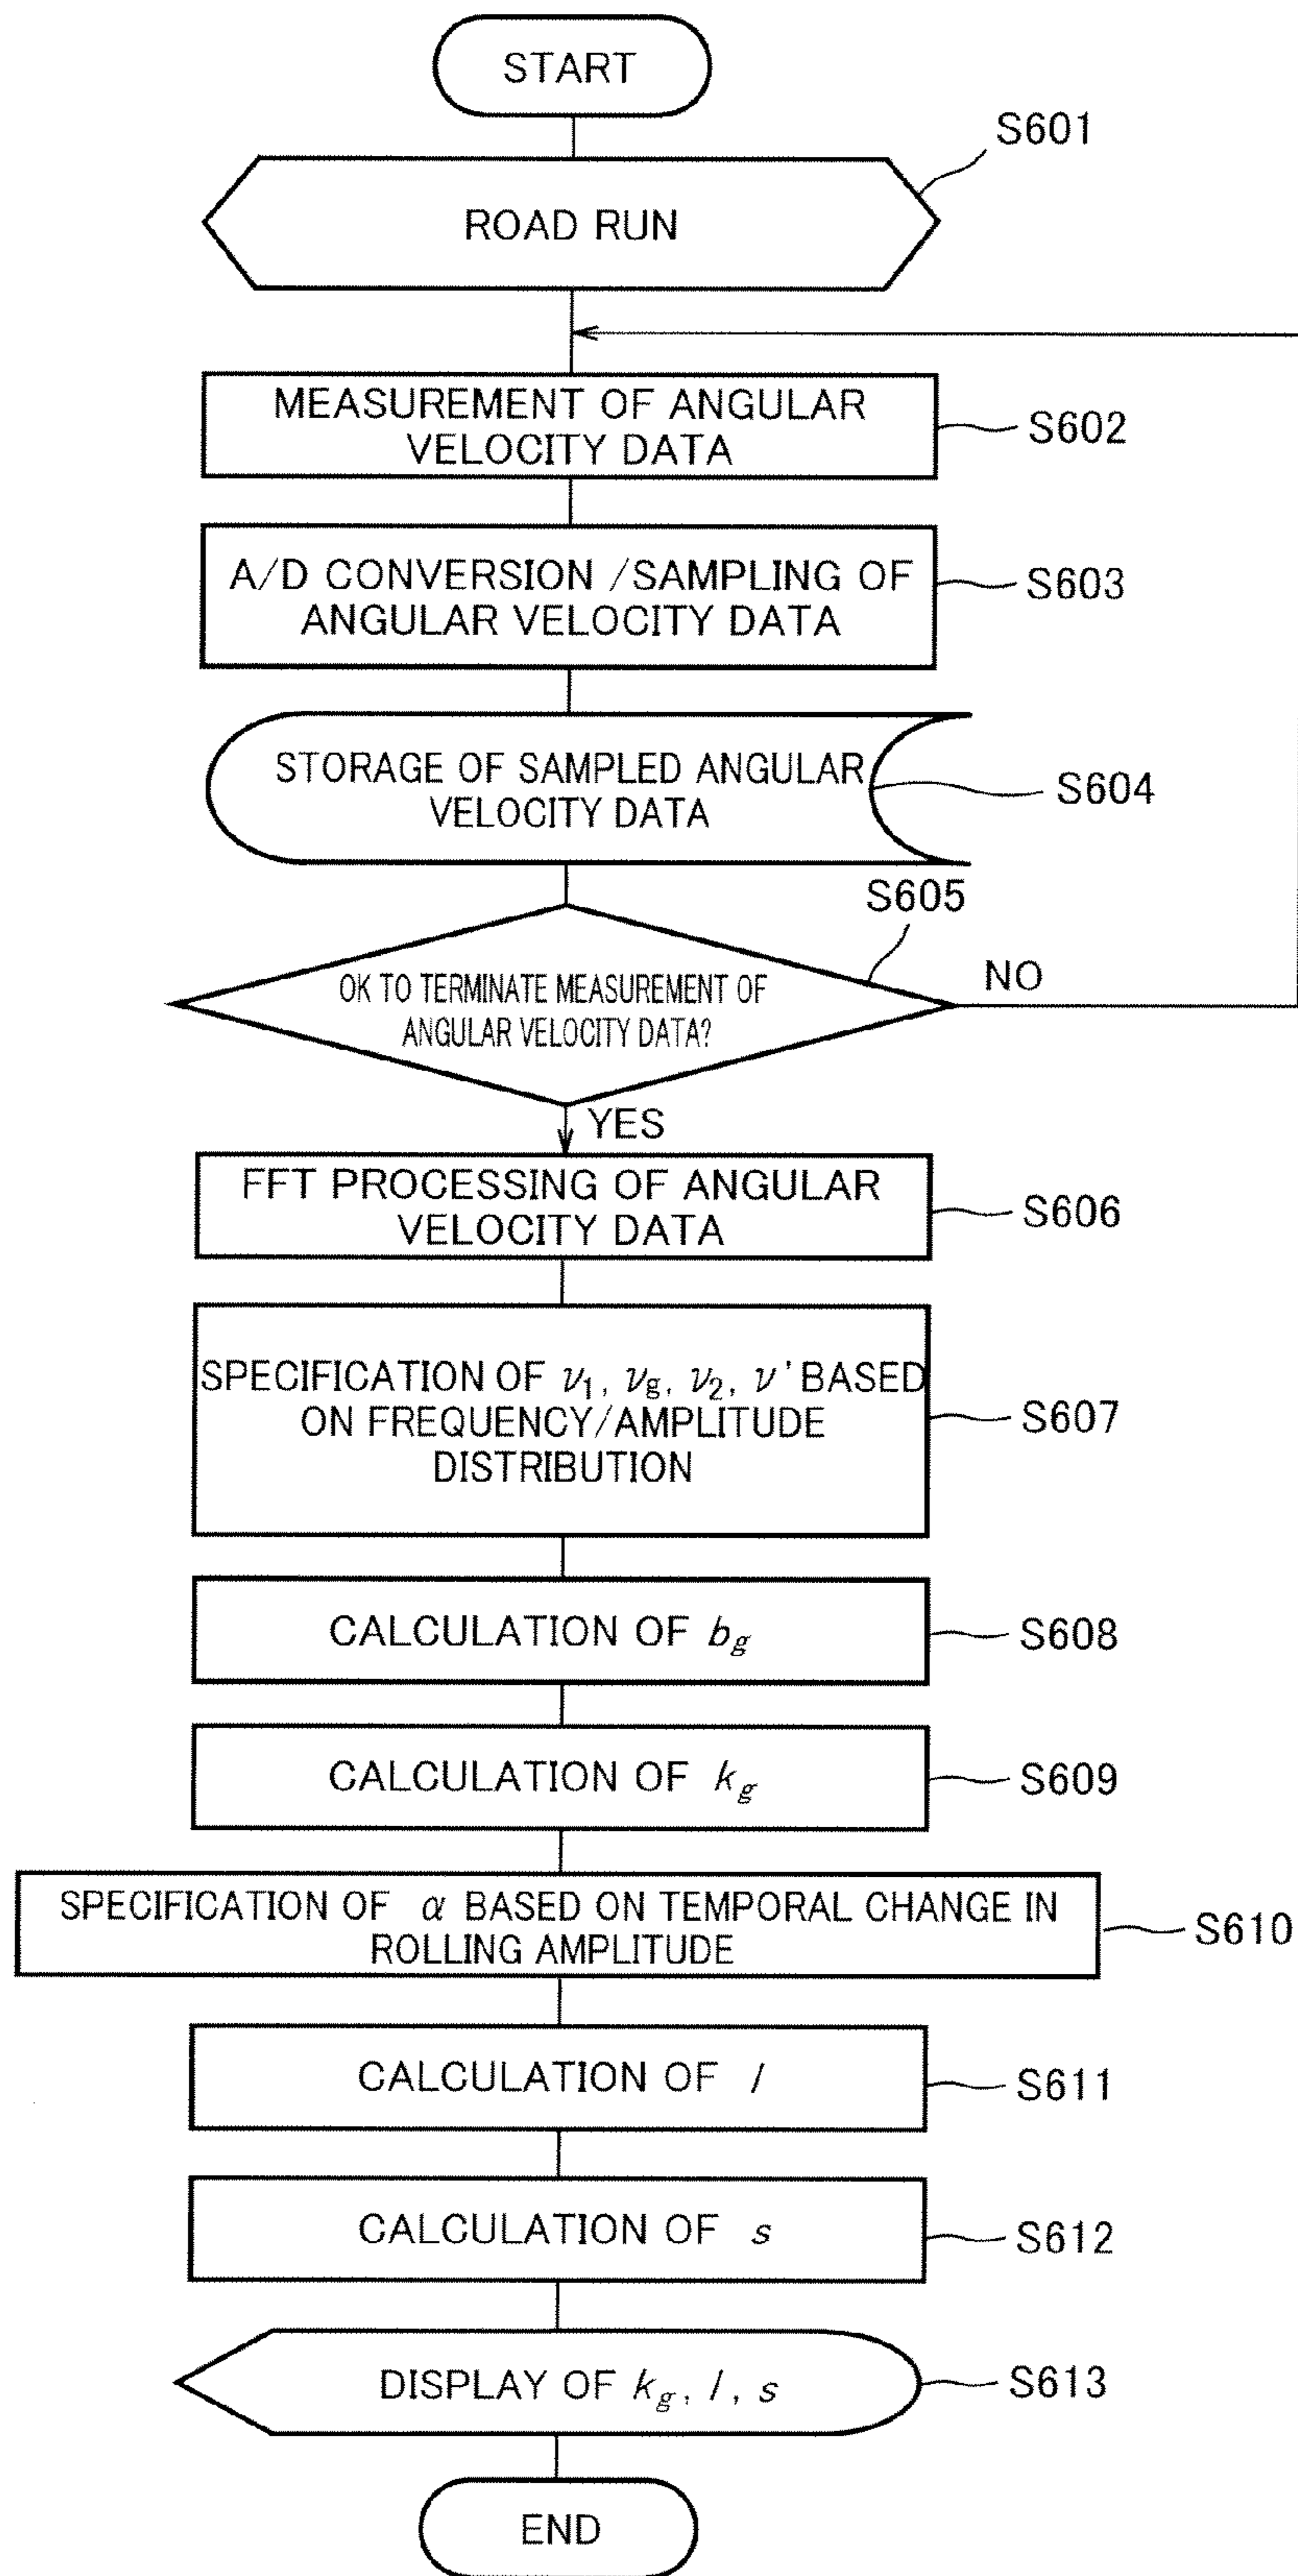 START
S601
ROAD RUN
MEASUREMENT OF ANGULAR
VELOCITY DATA
S602
A/D CONVERSION /SAMPLING OF
ANGULAR VELOCITY DATA
S603
STORAGE OF SAMPLED ANGULAR
VELOCITY DATA
S604
S605
OK TO TERMINATE MEASUREMENT OF
ANGULAR VELOCITY DATA?
NO
YES
FFT PROCESSING OF ANGULAR
VELOCITY DATA
S606
SPECIFICATION OF ν₁, νg, ν₂, ν' BASED
ON FREQUENCY/AMPLITUDE
DISTRIBUTION
S607
CALCULATION OF bg
S608
CALCULATION OF kg
S609
SPECIFICATION OF α BASED ON TEMPORAL CHANGE IN
ROLLING AMPLITUDE
S610
CALCULATION OF l
S611
CALCULATION OF s
S612
DISPLAY OF kg, l, s
S613
END